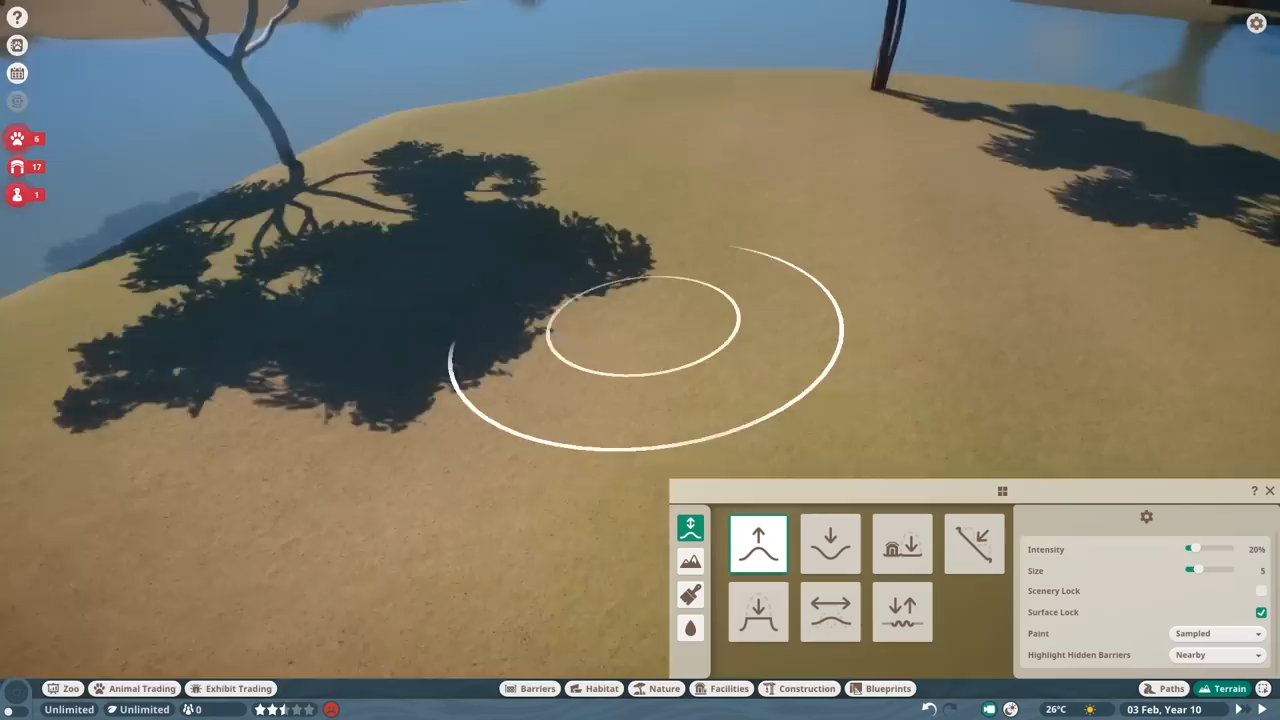 ?
6
17
1
?
Intensity 20%
Size 5
Scenery Lock
Surface Lock
Paint Sampled
Highlight Hidden Barriers Nearby
Zoo Animal Trading Exhibit Trading Barriers Habitat Nature Facilities Construction Blueprints Paths Terrain
Unlimited Unlimited 0 26°C 03 Feb, Year 10